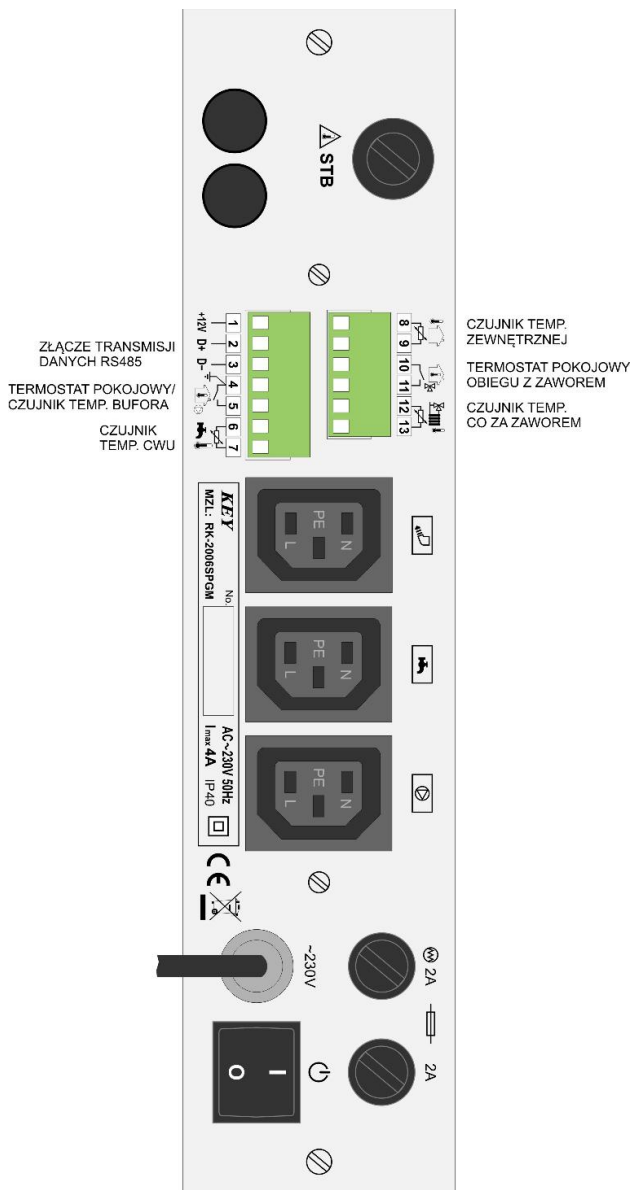 STB
+12V
D+
D-
1
2
3
4
5
6
7
8
9
10
11
12
13
ZŁĄCZE TRANSMISJI
DANYCH RS485
TERMOSTAT POKOJOWY/
CZUJNIK TEMP. BUFORA
CZUJNIK
TEMP. CWU
CZUJNIK TEMP.
ZEWNĘTRZNEJ
TERMOSTAT POKOJOWY
OBIEGU Z ZAWOREM
CZUJNIK TEMP.
CO ZA ZAWOREM
KEY No.
MZL: RK-2006SPGM
AC~230V 50Hz
Imax 4A IP40
CE
L PE N
L PE N
L PE N
~230V
2A
2A
O I